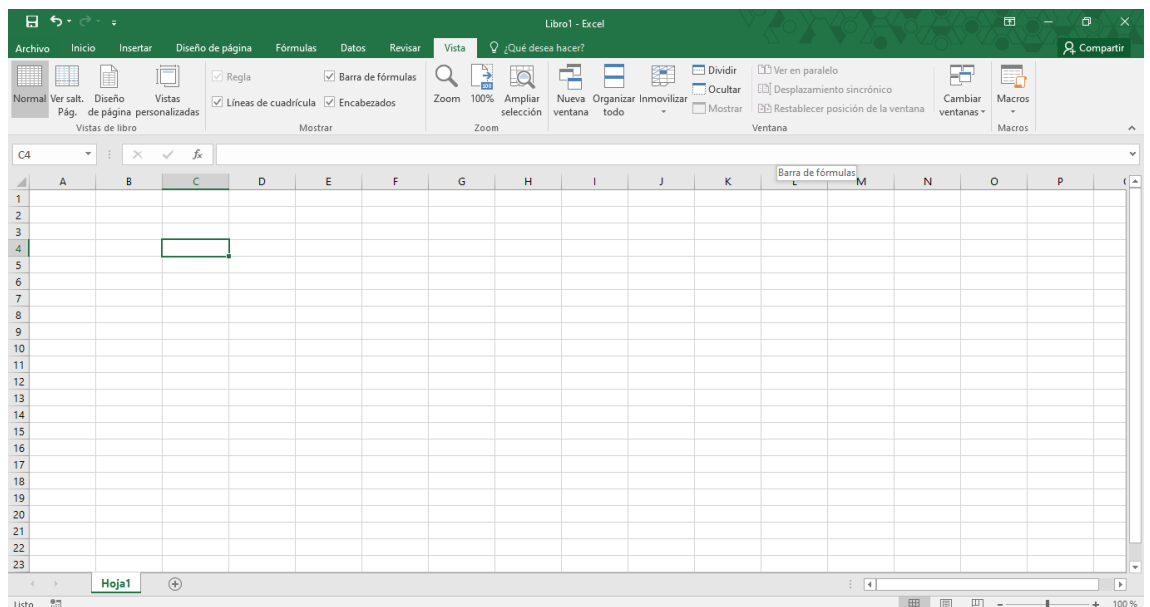 Libro1 - Excel
Archivo Inicio Insertar Diseño de página Fórmulas Datos Revisar Vista ¿Qué desea hacer? Compartir
Normal Ver salt. Pág. Diseño de página Vistas personalizadas
Vistas de libro
Regla Barra de fórmulas
Líneas de cuadrícula Encabezados
Mostrar
Zoom 100% Ampliar selección
Zoom
Nueva ventana Organizar todo Inmovilizar
Dividir
Ocultar
Mostrar
Ver en paralelo
Desplazamiento sincrónico
Restablecer posición de la ventana
Cambiar ventanas
Ventana
Macros
Macros
C4 fx
Barra de fórmulas
A B C D E F G H I J K L M N O P
1
2
3
4
5
6
7
8
9
10
11
12
13
14
15
16
17
18
19
20
21
22
23
Hoja1
Listo 100 %